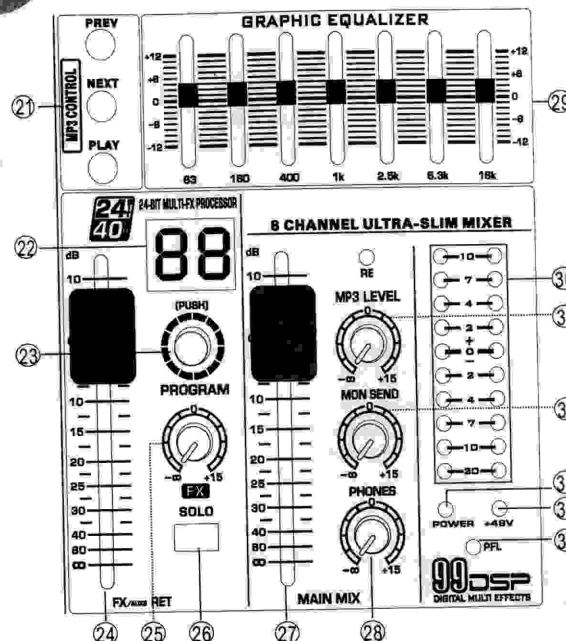 GRAPHIC EQUALIZER
PREV
NEXT
PLAY
MP3 CONTROL
21
+12 +12
+6 +6
0 0
-6 -6
-12 -12
29
63 160 400 1k 2.5k 6.3k 16k
24
40
24-BIT MULTI-FX PROCESSOR
88
22
8 CHANNEL ULTRA-SLIM MIXER
dB
10
(PUSH)
PROGRAM
23
10
15
20
25
30
40
60
∞
0
-∞ +15
FX
SOLO
FX/AUX3 RET
24
25
26
dB
10
10
15
20
25
30
40
60
∞
MAIN MIX
27
RE
MP3 LEVEL
0
-∞ +15
MON SEND
0
-∞ +15
PHONES
0
-∞ +15
28
10
7
4
2
+
0
-
2
4
7
10
20
POWER +48V
PFL
99 DSP
DIGITAL MULTI EFFECTS